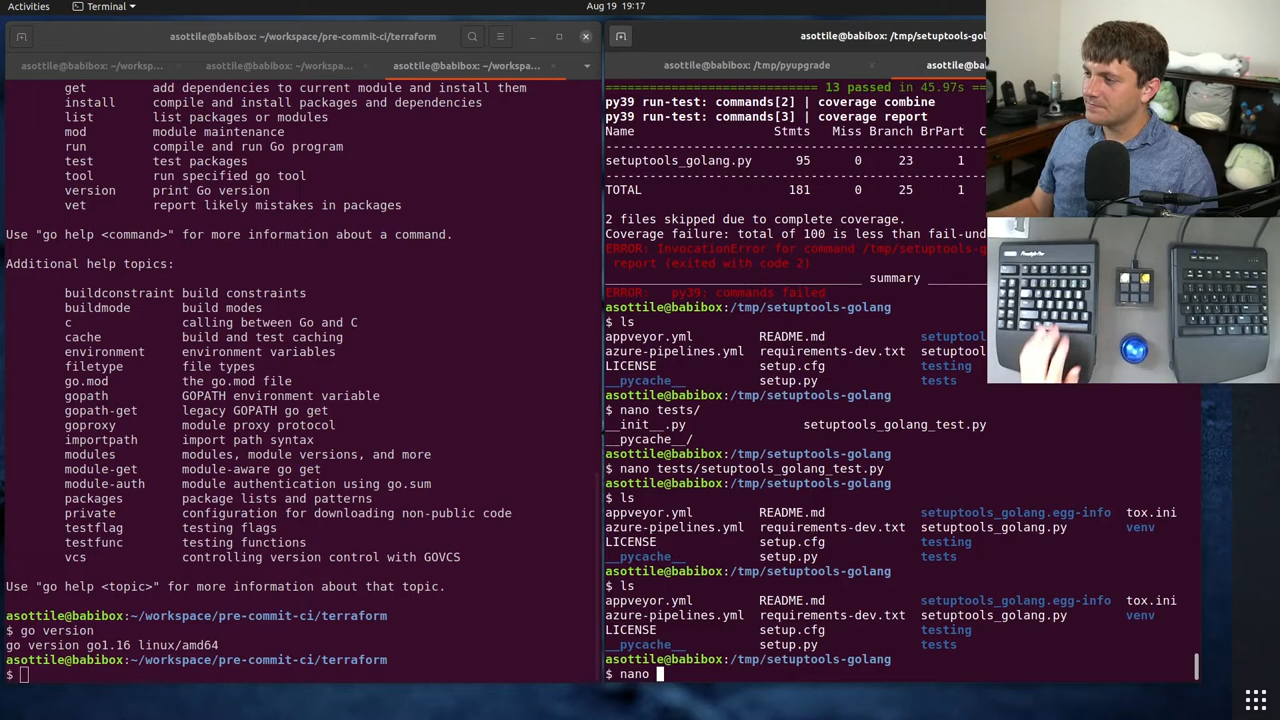 Activities
Terminal
Aug 19 19:17
asottile@babibox: ~/workspace/pre-commit-ci/terraform
asottile@babibox: ~/worksp...
asottile@babibox: ~/workspa...
asottile@babibox: ~/workspa...
get add dependencies to current module and install them
install compile and install packages and dependencies
list list packages or modules
mod module maintenance
run compile and run Go program
test test packages
tool run specified go tool
version print Go version
vet report likely mistakes in packages
Use "go help <command>" for more information about a command.
Additional help topics:
buildconstraint build constraints
buildmode build modes
c calling between Go and C
cache build and test caching
environment environment variables
filetype file types
go.mod the go.mod file
gopath GOPATH environment variable
gopath-get legacy GOPATH go get
goproxy module proxy protocol
importpath import path syntax
modules modules, module versions, and more
module-get module-aware go get
module-auth module authentication using go.sum
packages package lists and patterns
private configuration for downloading non-public code
testflag testing flags
testfunc testing functions
vcs controlling version control with GOVCS
Use "go help <topic>" for more information about that topic.
asottile@babibox:~/workspace/pre-commit-ci/terraform
$ go version
go version go1.16 linux/amd64
asottile@babibox:~/workspace/pre-commit-ci/terraform
$
asottile@babibox: /tmp/setuptools-gol
asottile@babibox: /tmp/pyupgrade
asottile@bab
============================= 13 passed in 45.97s ==
py39 run-test: commands[2] | coverage combine
py39 run-test: commands[3] | coverage report
Name Stmts Miss Branch BrPart C
setuptools_golang.py 95 0 23 1
TOTAL 181 0 25 1
2 files skipped due to complete coverage.
Coverage failure: total of 100 is less than fail-und
ERROR: InvocationError for command /tmp/setuptools-g
report (exited with code 2)
summary
ERROR: py39: commands failed
asottile@babibox:/tmp/setuptools-golang
$ ls
appveyor.yml README.md setuptool
azure-pipelines.yml requirements-dev.txt setuptool
LICENSE setup.cfg testing
__pycache__ setup.py tests
asottile@babibox:/tmp/setuptools-golang
$ nano tests/
__init__.py setuptools_golang_test.py
__pycache__/
asottile@babibox:/tmp/setuptools-golang
$ nano tests/setuptools_golang_test.py
asottile@babibox:/tmp/setuptools-golang
$ ls
appveyor.yml README.md setuptools_golang.egg-info tox.ini
azure-pipelines.yml requirements-dev.txt setuptools_golang.py venv
LICENSE setup.cfg testing
__pycache__ setup.py tests
asottile@babibox:/tmp/setuptools-golang
$ ls
appveyor.yml README.md setuptools_golang.egg-info tox.ini
azure-pipelines.yml requirements-dev.txt setuptools_golang.py venv
LICENSE setup.cfg testing
__pycache__ setup.py tests
asottile@babibox:/tmp/setuptools-golang
$ nano